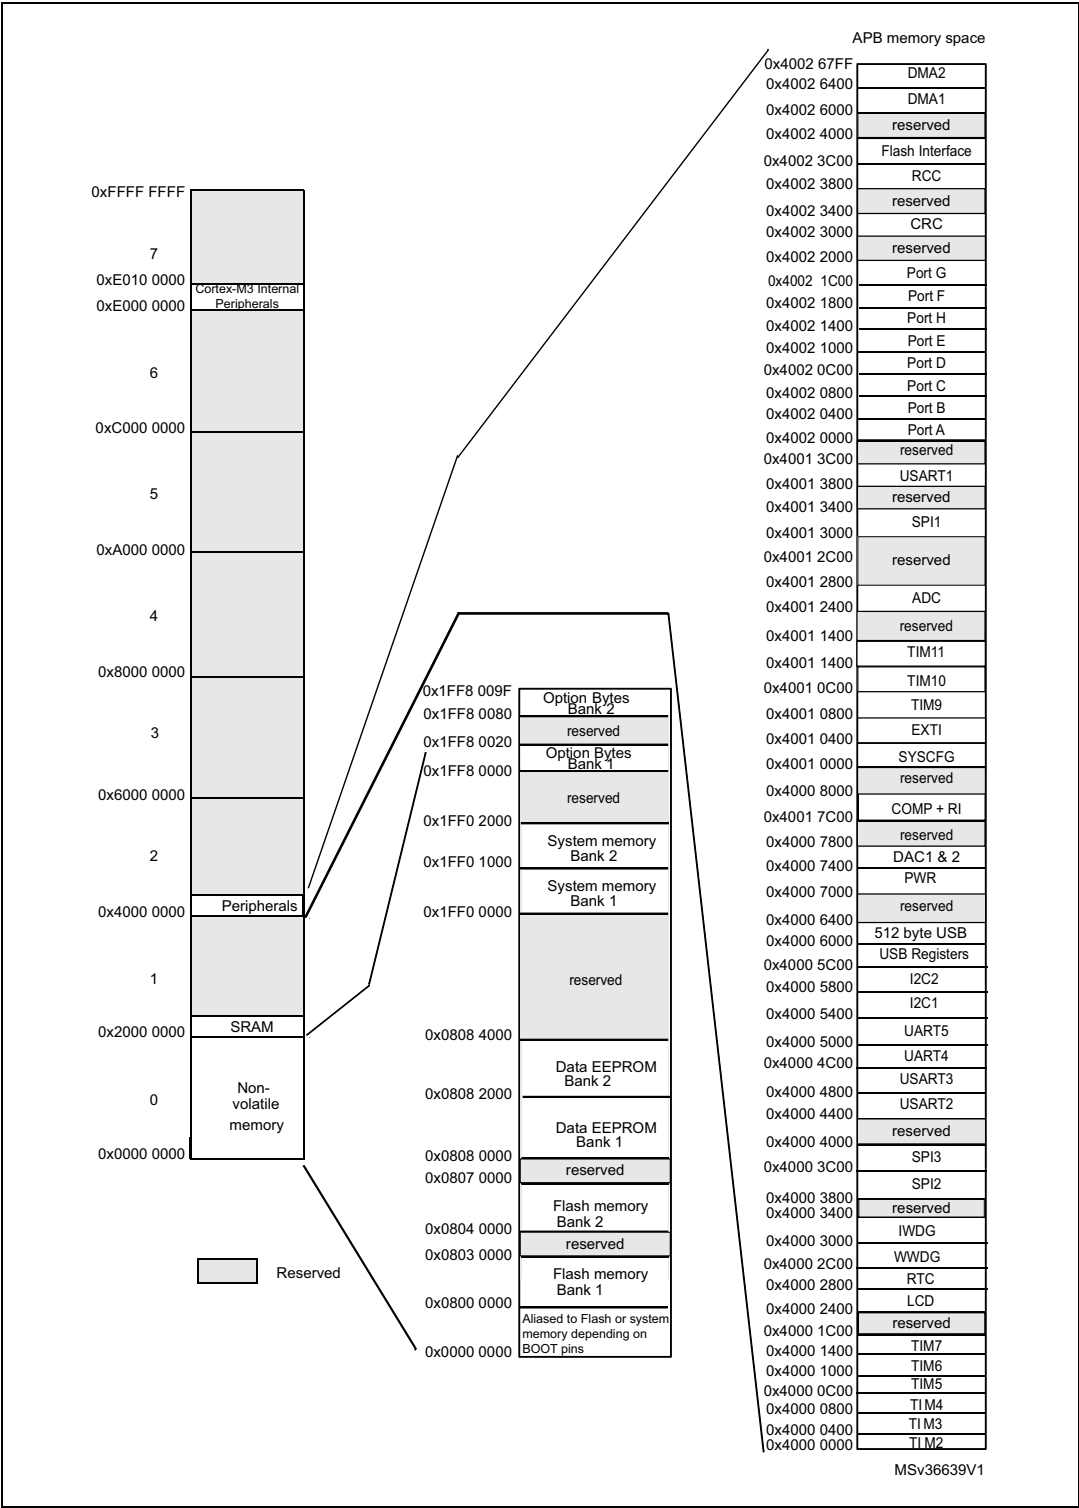 APB memory space
0xFFFF FFFF
7
0xE010 0000
Cortex-M3 Internal
Peripherals
0xE000 0000
6
0xC000 0000
5
0xA000 0000
4
0x8000 0000
3
0x6000 0000
2
Peripherals
0x4000 0000
1
SRAM
0x2000 0000
Non-
volatile
memory
0
0x0000 0000
Reserved
0x1FF8 009F
Option Bytes
Bank 2
0x1FF8 0080
reserved
0x1FF8 0020
Option Bytes
Bank 1
0x1FF8 0000
reserved
0x1FF0 2000
System memory
Bank 2
0x1FF0 1000
System memory
Bank 1
0x1FF0 0000
reserved
0x0808 4000
Data EEPROM
Bank 2
0x0808 2000
Data EEPROM
Bank 1
0x0808 0000
reserved
0x0807 0000
Flash memory
Bank 2
0x0804 0000
reserved
0x0803 0000
Flash memory
Bank 1
0x0800 0000
Aliased to Flash or system
memory depending on
BOOT pins
0x0000 0000
0x4002 67FF
DMA2
0x4002 6400
DMA1
0x4002 6000
reserved
0x4002 4000
Flash Interface
0x4002 3C00
RCC
0x4002 3800
reserved
0x4002 3400
CRC
0x4002 3000
reserved
0x4002 2000
Port G
0x4002 1C00
Port F
0x4002 1800
Port H
0x4002 1400
Port E
0x4002 1000
Port D
0x4002 0C00
Port C
0x4002 0800
Port B
0x4002 0400
Port A
0x4002 0000
reserved
0x4001 3C00
USART1
0x4001 3800
reserved
0x4001 3400
SPI1
0x4001 3000
0x4001 2C00
reserved
0x4001 2800
ADC
0x4001 2400
reserved
0x4001 1400
TIM11
0x4001 1400
TIM10
0x4001 0C00
TIM9
0x4001 0800
EXTI
0x4001 0400
SYSCFG
0x4001 0000
reserved
0x4000 8000
COMP + RI
0x4001 7C00
reserved
0x4000 7800
DAC1 & 2
0x4000 7400
PWR
0x4000 7000
reserved
0x4000 6400
512 byte USB
0x4000 6000
USB Registers
0x4000 5C00
I2C2
0x4000 5800
I2C1
0x4000 5400
UART5
0x4000 5000
UART4
0x4000 4C00
USART3
0x4000 4800
USART2
0x4000 4400
reserved
0x4000 4000
SPI3
0x4000 3C00
SPI2
0x4000 3800
reserved
0x4000 3400
IWDG
0x4000 3000
WWDG
0x4000 2C00
RTC
0x4000 2800
LCD
0x4000 2400
reserved
0x4000 1C00
TIM7
0x4000 1400
TIM6
0x4000 1000
TIM5
0x4000 0C00
TIM4
0x4000 0800
TIM3
0x4000 0400
TIM2
0x4000 0000
MSv36639V1